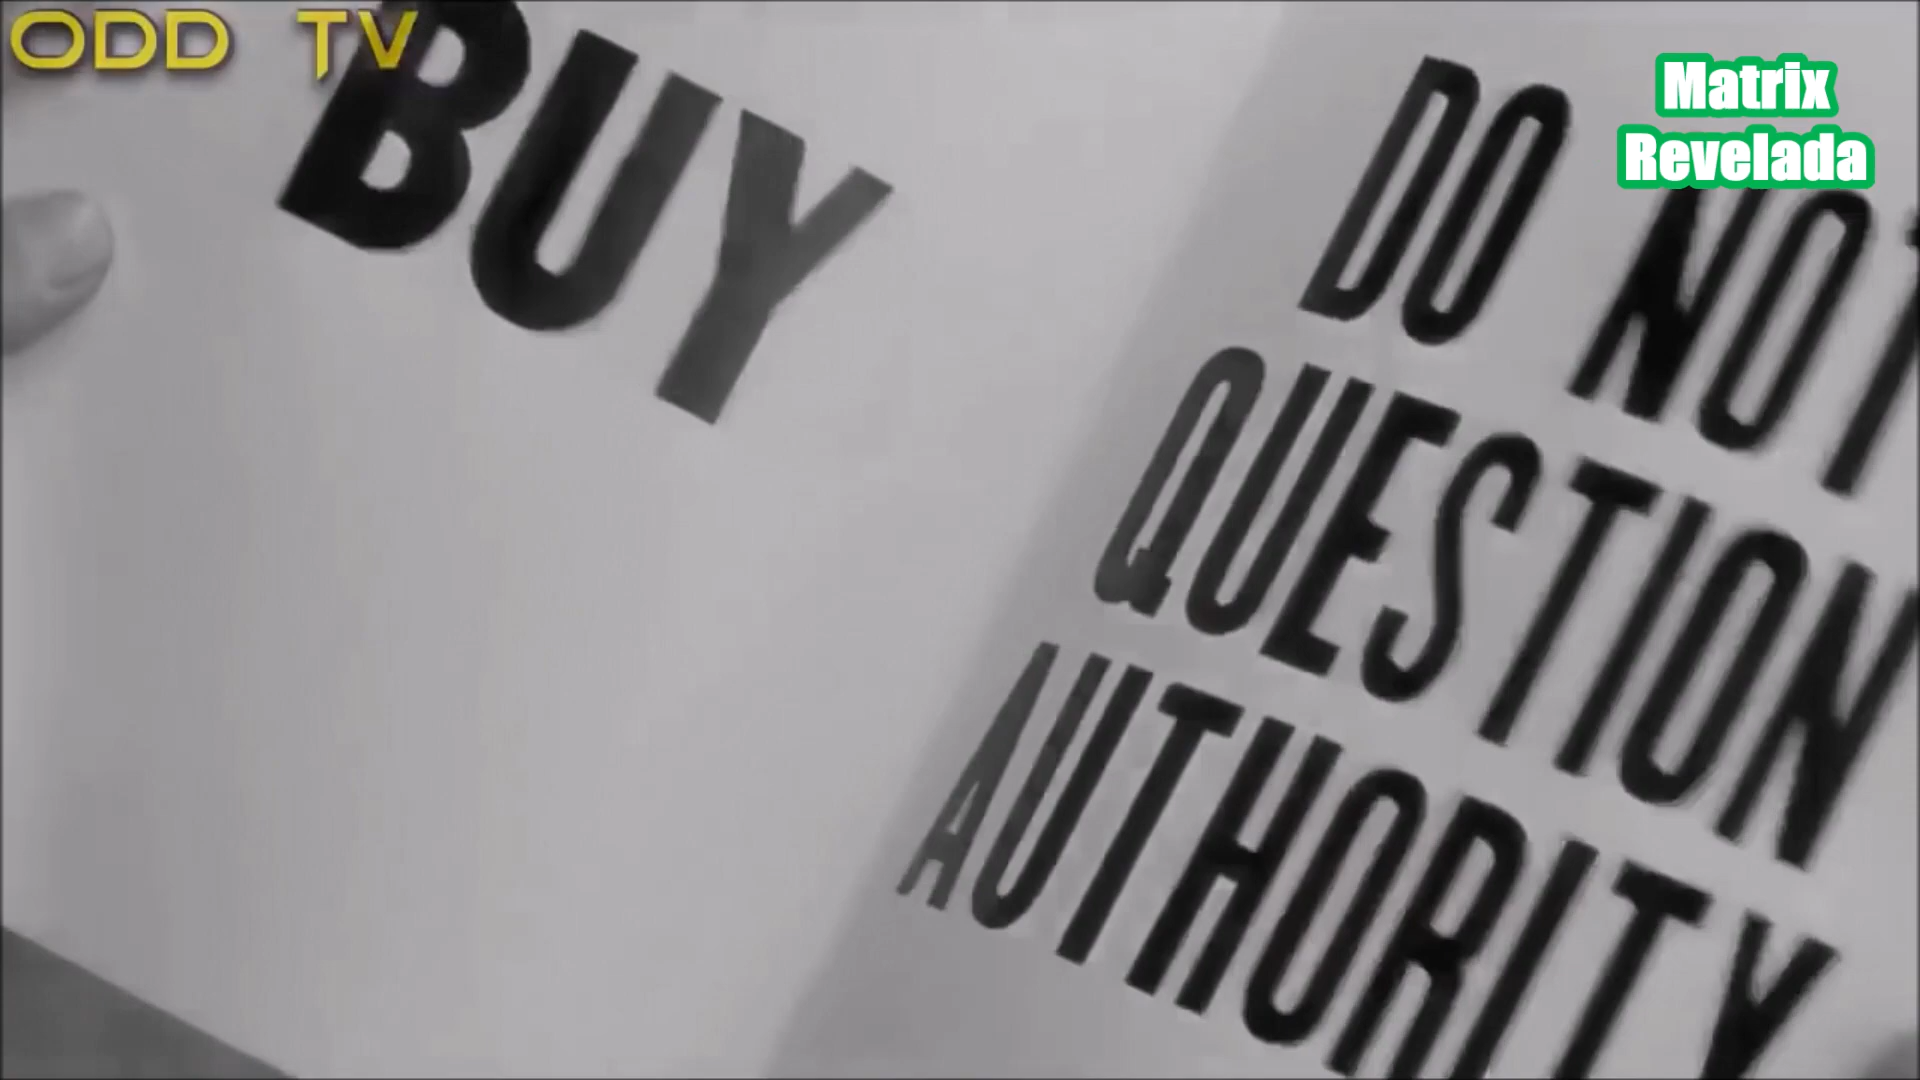 ODD TV
Matrix
Revelada
BUY
DO NOT
QUESTION
AUTHORITY